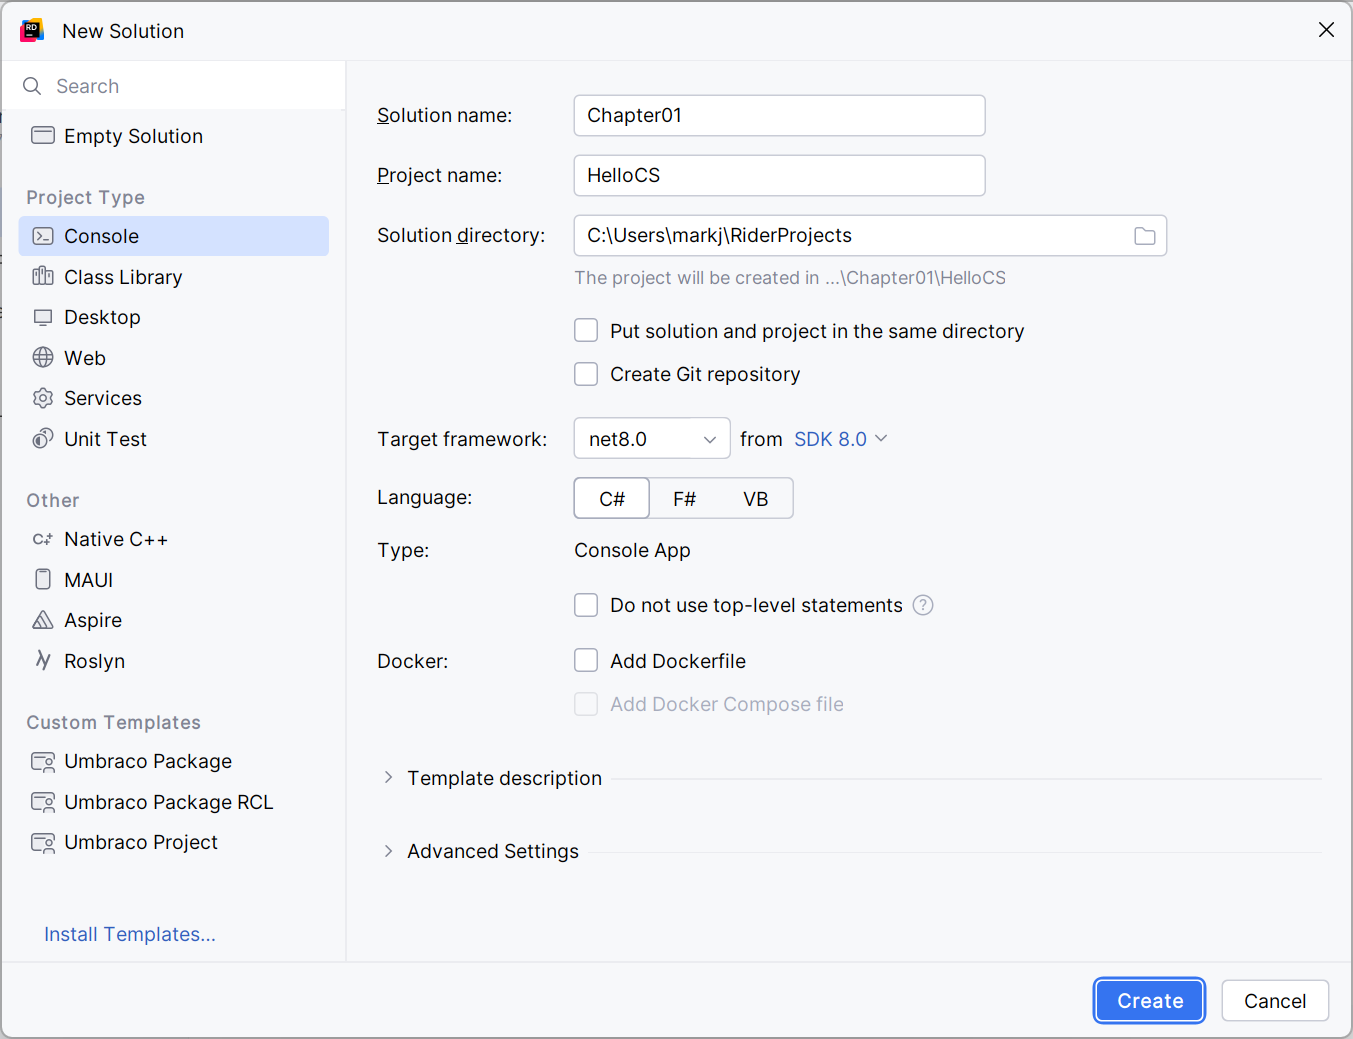 New Solution
Search
Empty Solution
Project Type
Console
Class Library
Desktop
Web
Services
Unit Test
Other
Native C++
MAUI
Aspire
Roslyn
Custom Templates
Umbraco Package
Umbraco Package RCL
Umbraco Project
Install Templates...
Solution name: Chapter01
Project name: HelloCS
Solution directory: C:\Users\markj\RiderProjects
The project will be created in ...\Chapter01\HelloCS
Put solution and project in the same directory
Create Git repository
Target framework: net8.0 from SDK 8.0
Language: C# F# VB
Type: Console App
Do not use top-level statements ?
Docker: Add Dockerfile
Add Docker Compose file
Template description
Advanced Settings
Create Cancel